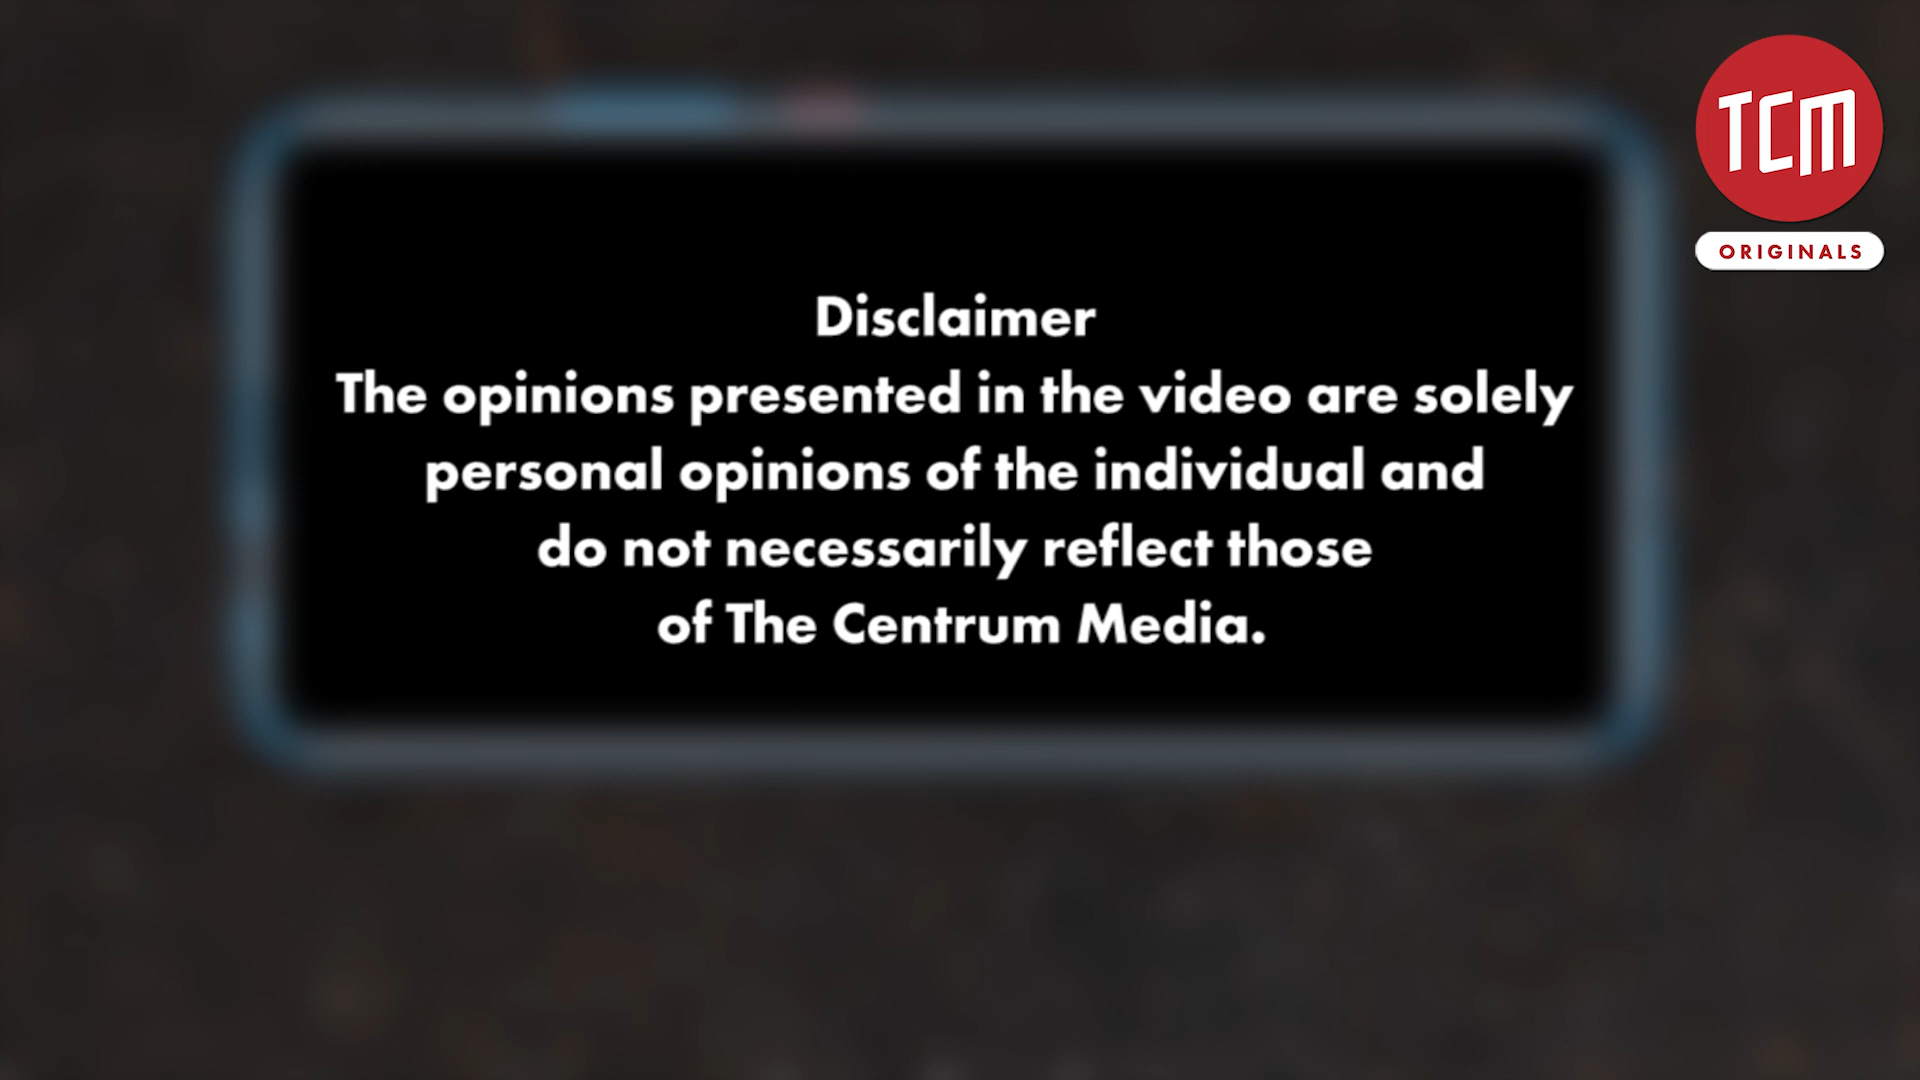 TCM
ORIGINALS
Disclaimer
The opinions presented in the video are solely
personal opinions of the individual and
do not necessarily reflect those
of The Centrum Media.